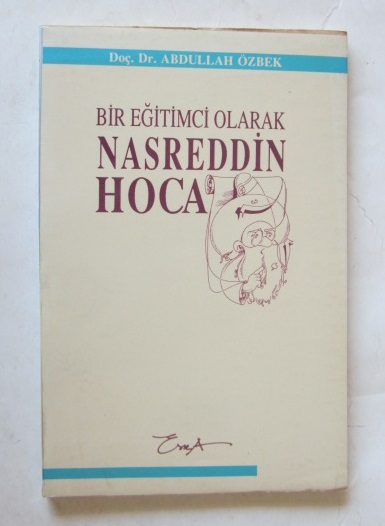 Doç. Dr. ABDULLAH ÖZBEK
BİR EĞİTİMCİ OLARAK
NASREDDİN
HOCA